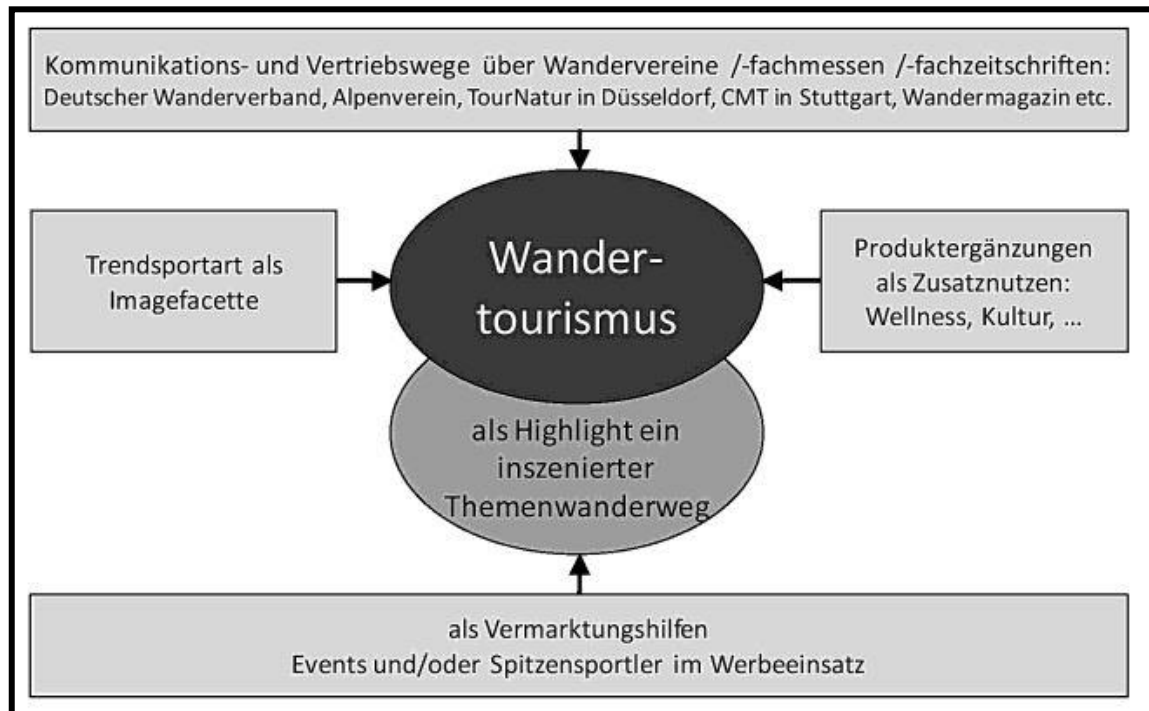 Kommunikations- und Vertriebswege über Wandervereine /-fachmessen /-fachzeitschriften:
Deutscher Wanderverband, Alpenverein, TourNatur in Düsseldorf, CMT in Stuttgart, Wandermagazin etc.
Trendsportart als
Imagefacette
Wander-
tourismus
Produktergänzungen
als Zusatznutzen:
Wellness, Kultur, ...
als Highlight ein
inszenierter
Themenwanderweg
als Vermarktungshilfen
Events und/oder Spitzensportler im Werbeeinsatz